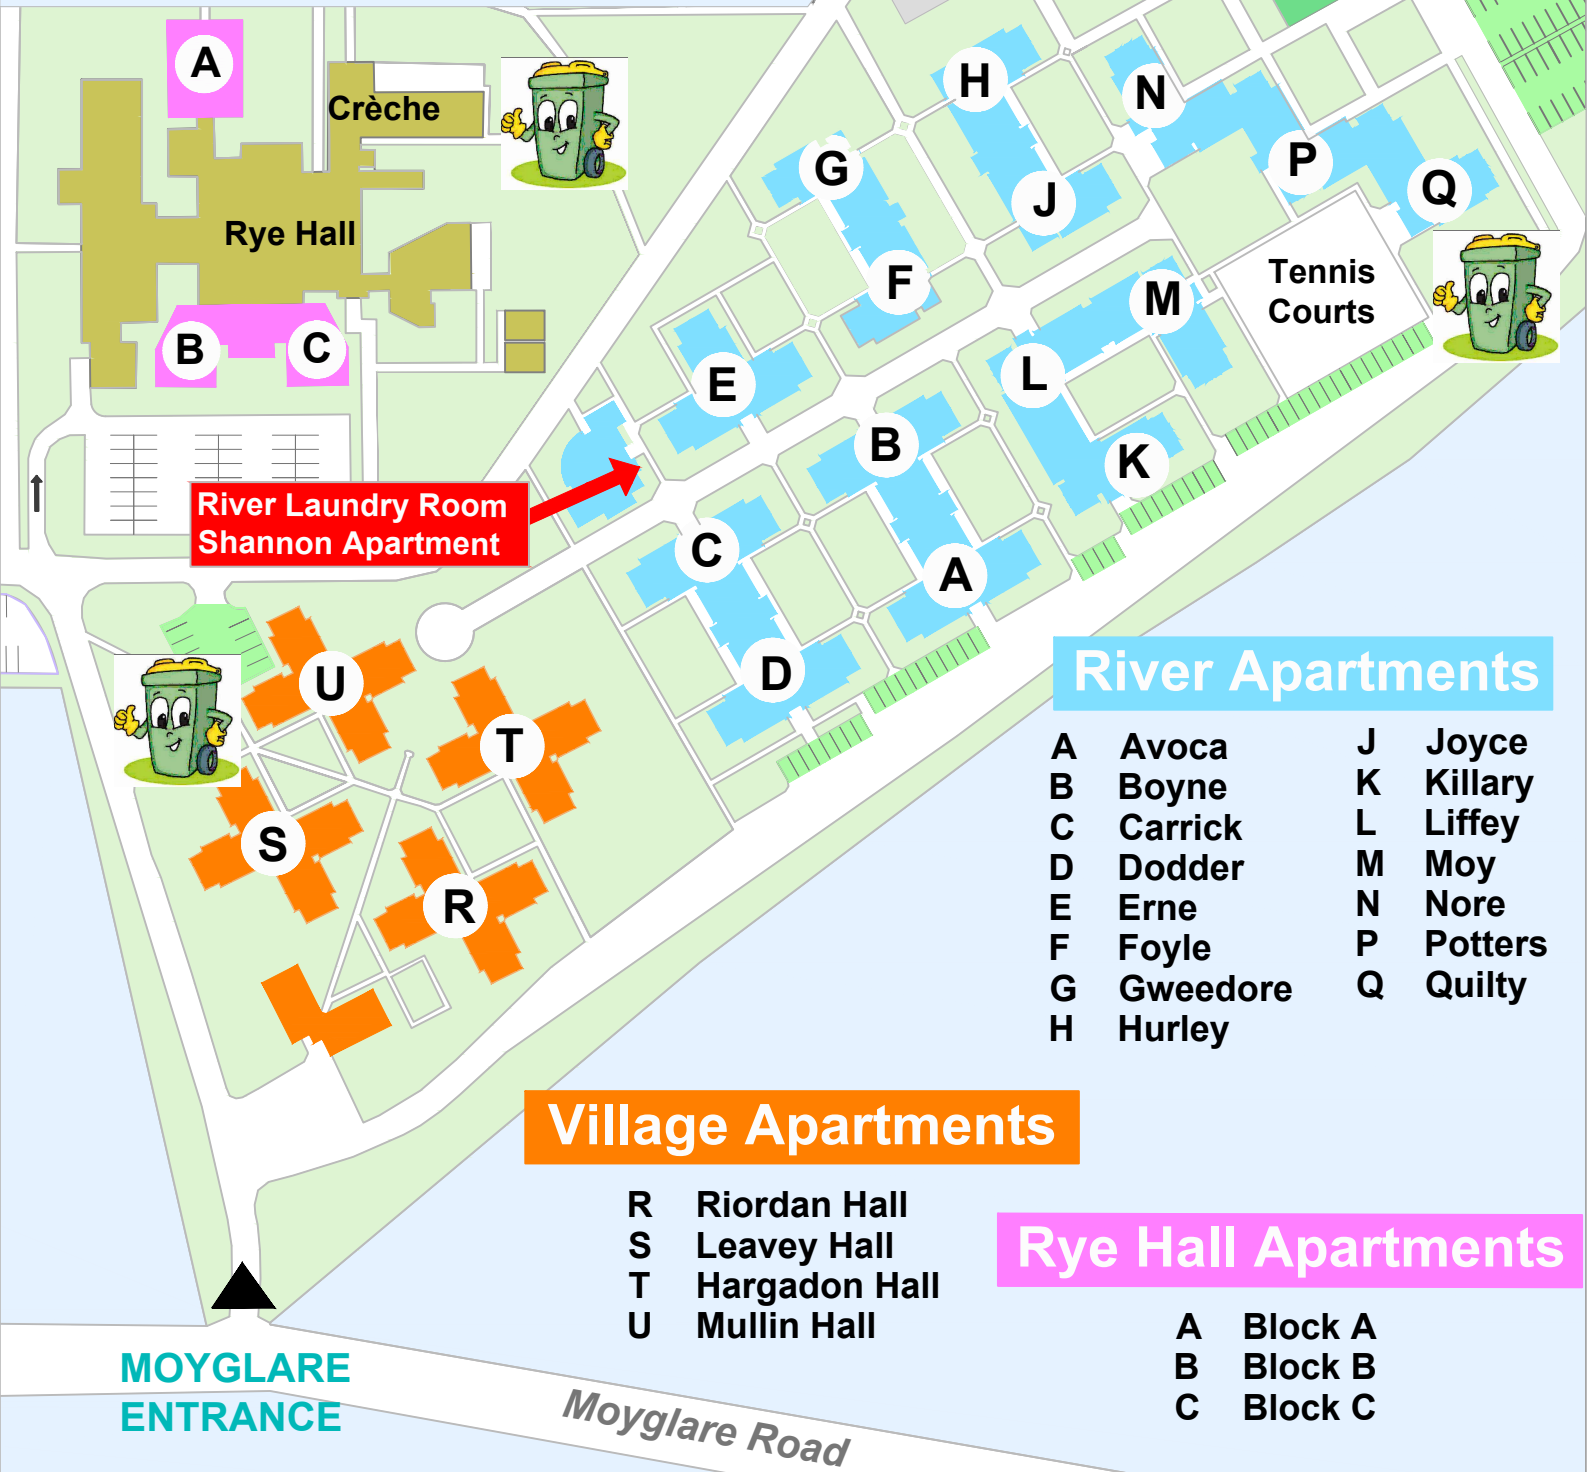 A
Crèche
H
N
G
J
P
Q
Rye Hall
F
Tennis
Courts
M
B
C
E
L
B
K
River Laundry Room
Shannon Apartment
C
A
U
D
T
S
R
River Apartments
A Avoca
B Boyne
C Carrick
D Dodder
E Erne
F Foyle
G Gweedore
H Hurley
J Joyce
K Killary
L Liffey
M Moy
N Nore
P Potters
Q Quilty
Village Apartments
R Riordan Hall
S Leavey Hall
T Hargadon Hall
U Mullin Hall
Rye Hall Apartments
A Block A
B Block B
C Block C
MOYGLARE
ENTRANCE
Moyglare Road